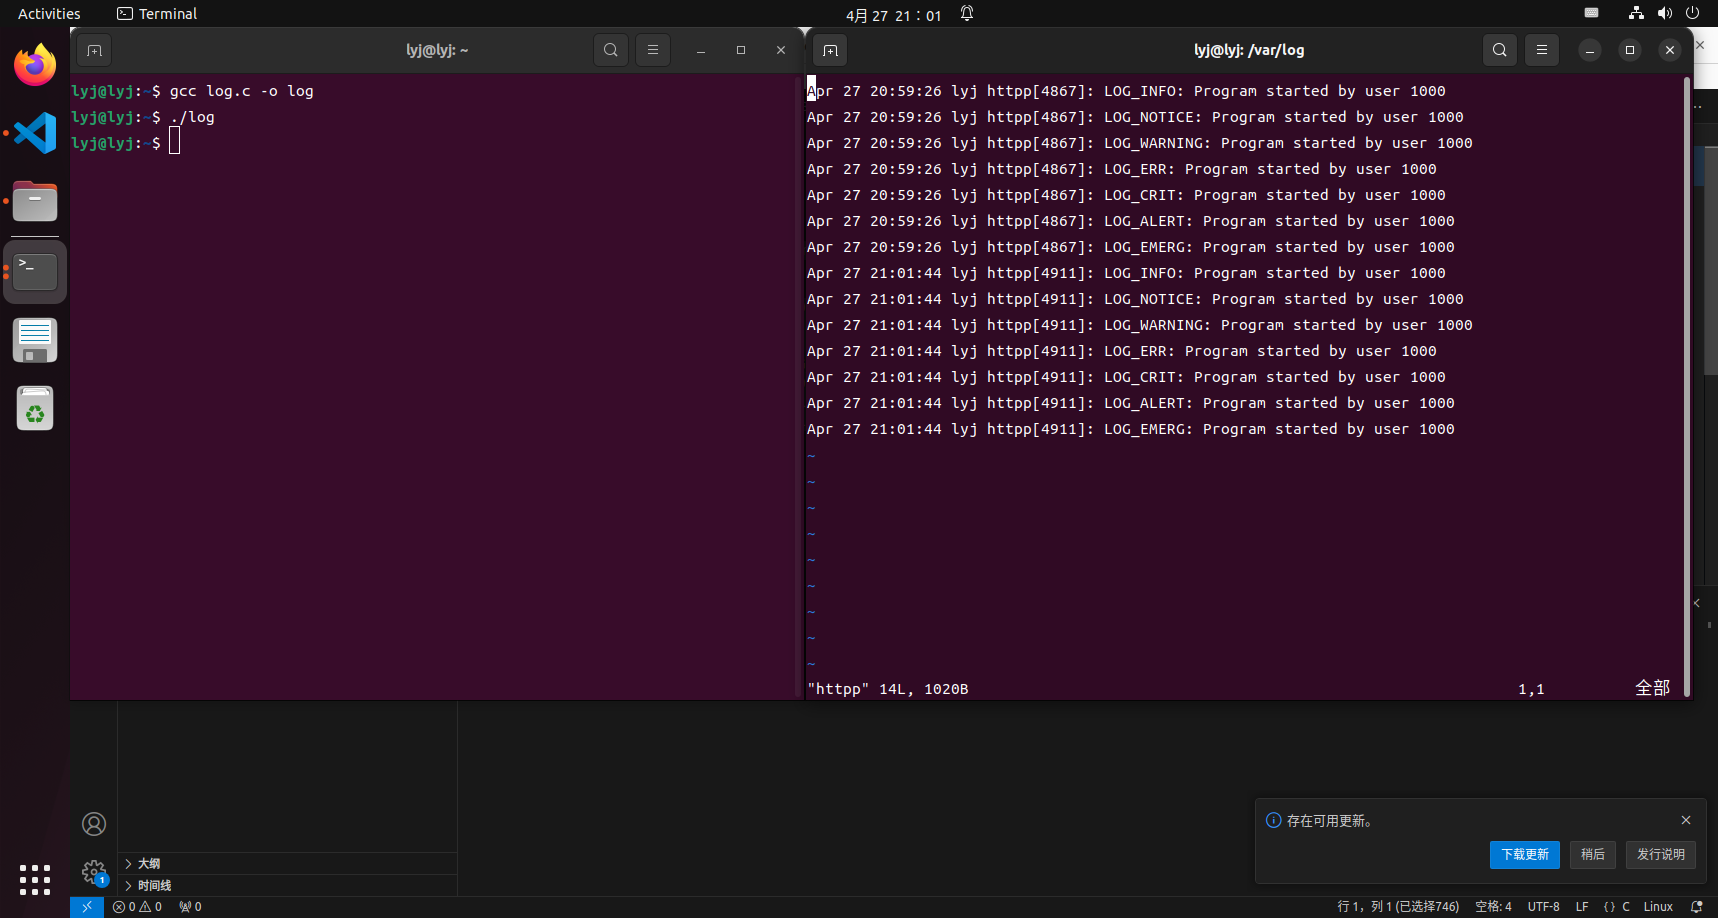 Activities
Terminal
4月 27 21：01
lyj@lyj: ~
lyj@lyj:~$ gcc log.c -o log
lyj@lyj:~$ ./log
lyj@lyj:~$
lyj@lyj: /var/log
Apr 27 20:59:26 lyj httpp[4867]: LOG_INFO: Program started by user 1000
Apr 27 20:59:26 lyj httpp[4867]: LOG_NOTICE: Program started by user 1000
Apr 27 20:59:26 lyj httpp[4867]: LOG_WARNING: Program started by user 1000
Apr 27 20:59:26 lyj httpp[4867]: LOG_ERR: Program started by user 1000
Apr 27 20:59:26 lyj httpp[4867]: LOG_CRIT: Program started by user 1000
Apr 27 20:59:26 lyj httpp[4867]: LOG_ALERT: Program started by user 1000
Apr 27 20:59:26 lyj httpp[4867]: LOG_EMERG: Program started by user 1000
Apr 27 21:01:44 lyj httpp[4911]: LOG_INFO: Program started by user 1000
Apr 27 21:01:44 lyj httpp[4911]: LOG_NOTICE: Program started by user 1000
Apr 27 21:01:44 lyj httpp[4911]: LOG_WARNING: Program started by user 1000
Apr 27 21:01:44 lyj httpp[4911]: LOG_ERR: Program started by user 1000
Apr 27 21:01:44 lyj httpp[4911]: LOG_CRIT: Program started by user 1000
Apr 27 21:01:44 lyj httpp[4911]: LOG_ALERT: Program started by user 1000
Apr 27 21:01:44 lyj httpp[4911]: LOG_EMERG: Program started by user 1000
~
~
~
~
~
~
~
~
~
"httpp" 14L, 1020B 1,1 全部
存在可用更新。
下载更新 稍后 发行说明
大纲
1
时间线
0 0 0
行 1，列 1 (已选择746) 空格: 4 UTF-8 LF {} C Linux